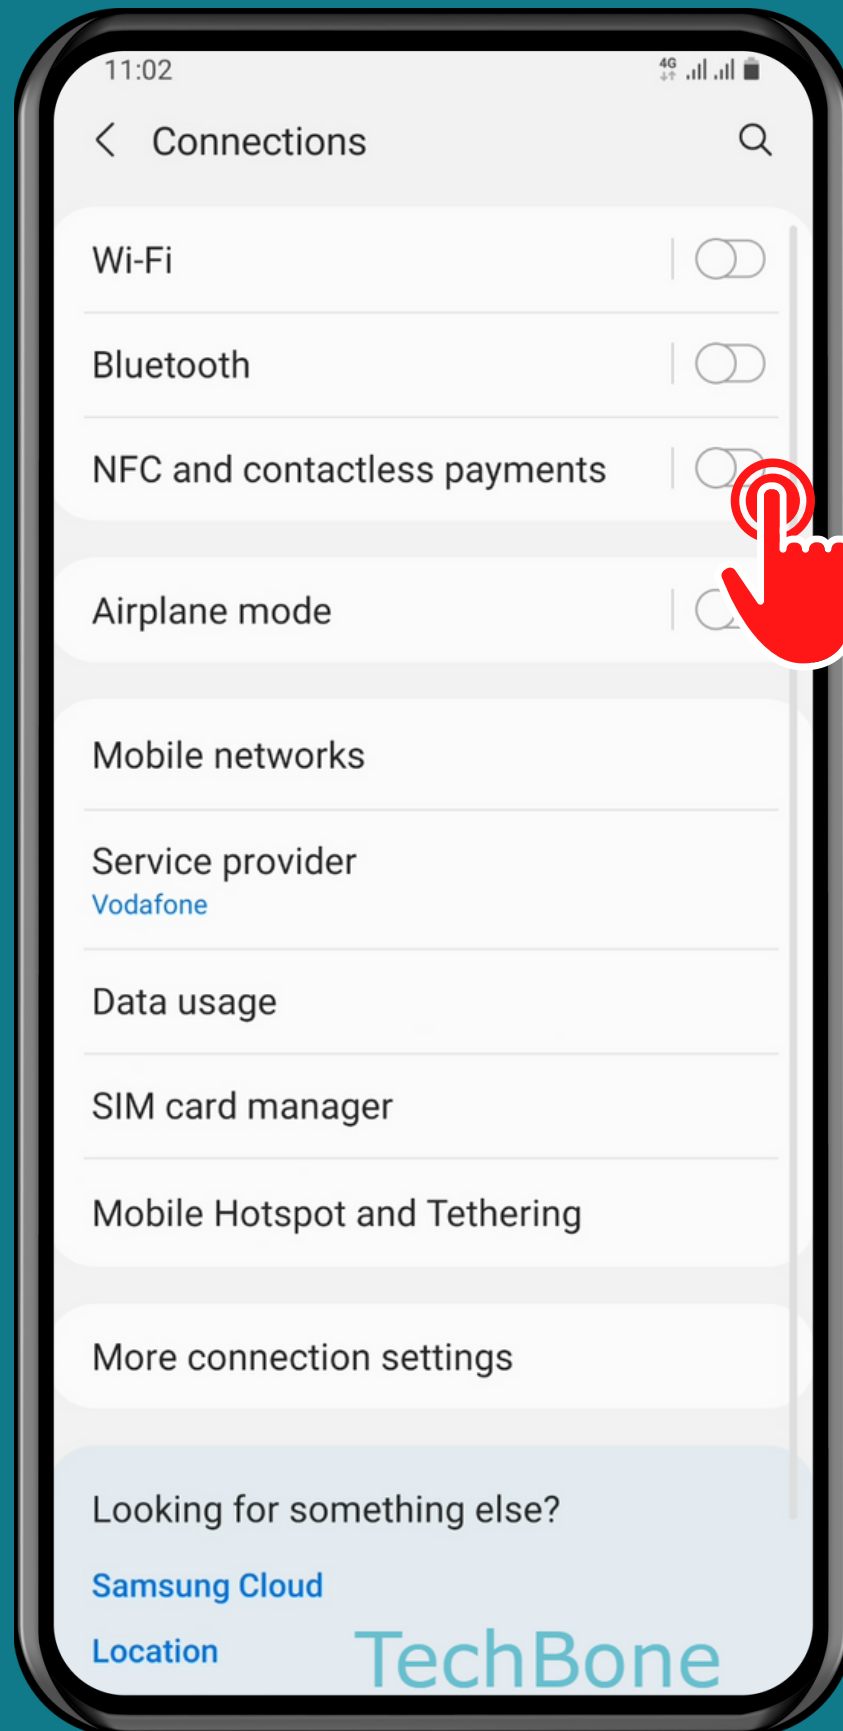 11:02
4G
Connections
Wi-Fi
Bluetooth
NFC and contactless payments
Airplane mode
Mobile networks
Service provider
Vodafone
Data usage
SIM card manager
Mobile Hotspot and Tethering
More connection settings
Looking for something else?
Samsung Cloud
Location
TechBone